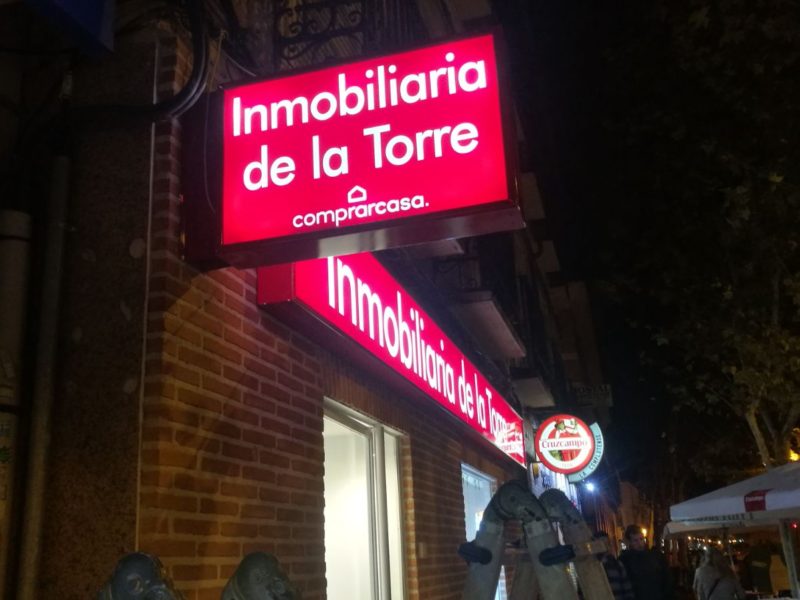 Inmobiliaria
de la Torre
comprarcasa.
Inmobiliaria de la Torre
Cruzcampo